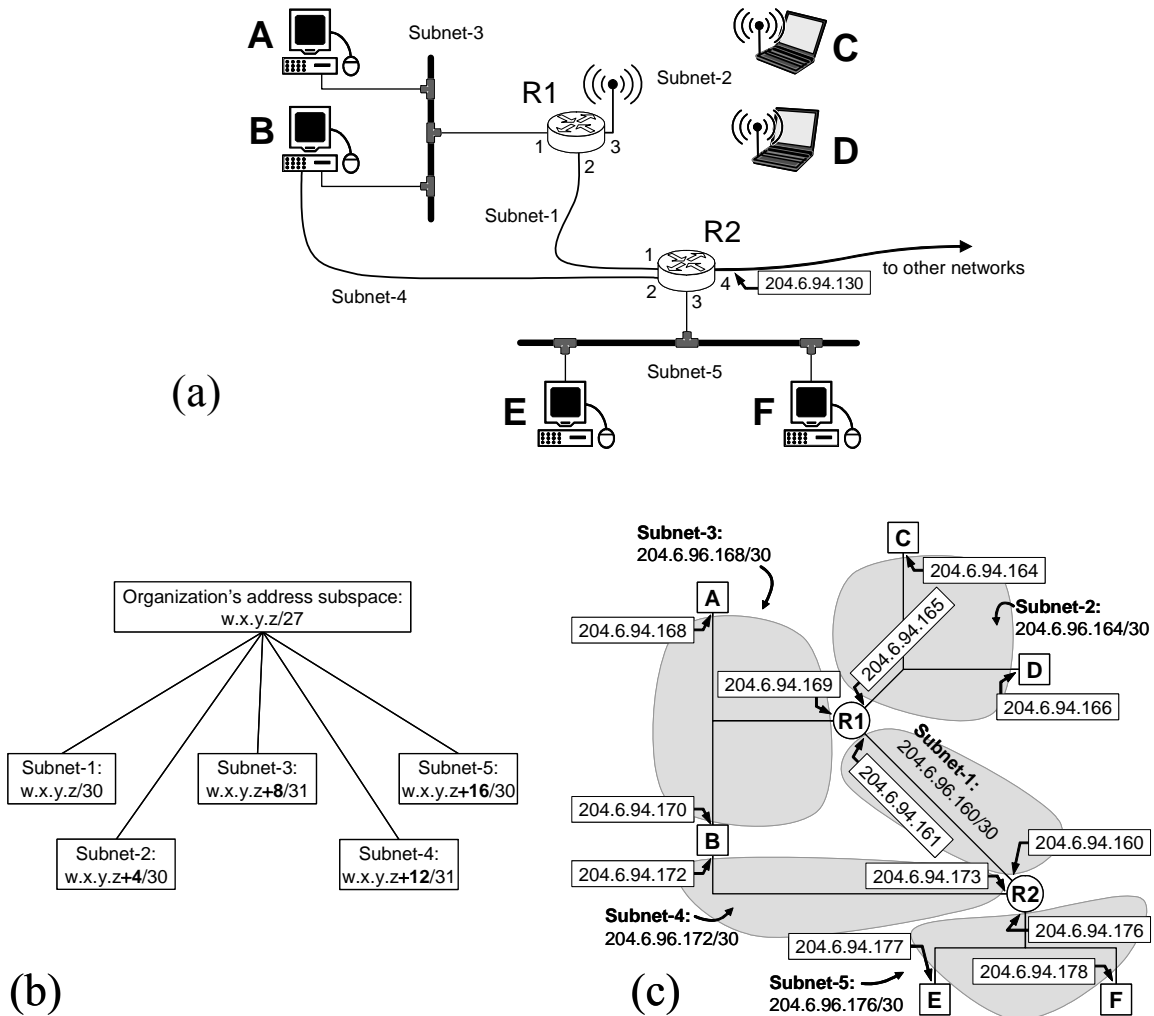 A
Subnet-3
C
R1
Subnet-2
B
D
1
3
2
Subnet-1
R2
1
2
3
4
to other networks
204.6.94.130
Subnet-4
Subnet-5
E
F
(a)
Organization's address subspace:
w.x.y.z/27
Subnet-1:
w.x.y.z/30
Subnet-3:
w.x.y.z+8/31
Subnet-5:
w.x.y.z+16/30
Subnet-2:
w.x.y.z+4/30
Subnet-4:
w.x.y.z+12/31
(b)
Subnet-3:
204.6.96.168/30
C
204.6.94.164
A
204.6.94.168
204.6.94.165
Subnet-2:
204.6.96.164/30
204.6.94.169
D
204.6.94.166
R1
Subnet-1:
204.6.96.160/30
204.6.94.161
204.6.94.170
B
204.6.94.160
204.6.94.172
204.6.94.173
R2
Subnet-4:
204.6.96.172/30
204.6.94.176
204.6.94.177
204.6.94.178
Subnet-5:
204.6.96.176/30
E
F
(c)